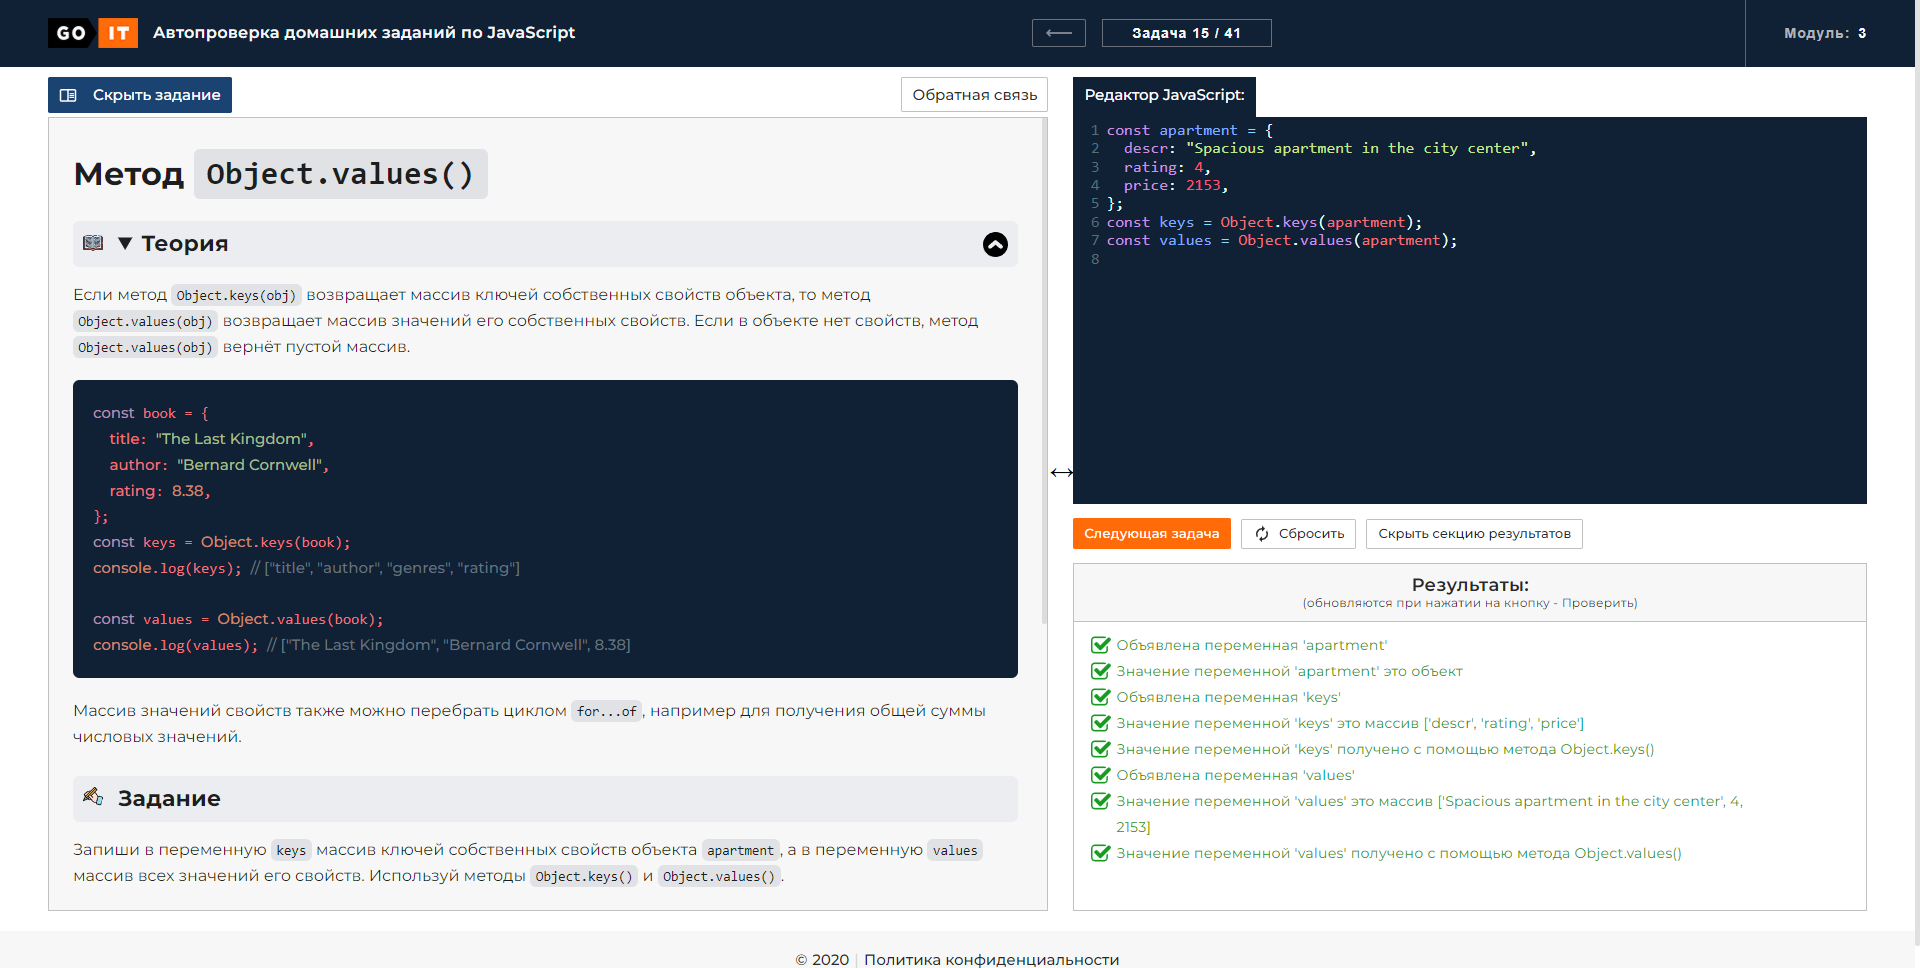 GO IT Автопроверка домашних заданий по JavaScript
Задача 15 / 41
Модуль: 3
Скрыть задание
Обратная связь
Метод Object.values()
Теория
Если метод Object.keys(obj) возвращает массив ключей собственных свойств объекта, то метод
Object.values(obj) возвращает массив значений его собственных свойств. Если в объекте нет свойств, метод
Object.values(obj) вернёт пустой массив.
const book = {
title: "The Last Kingdom",
author: "Bernard Cornwell",
rating: 8.38,
};
const keys = Object.keys(book);
console.log(keys); // ["title", "author", "genres", "rating"]
const values = Object.values(book);
console.log(values); // ["The Last Kingdom", "Bernard Cornwell", 8.38]
Массив значений свойств также можно перебрать циклом for...of, например для получения общей суммы
числовых значений.
Задание
Запиши в переменную keys массив ключей собственных свойств объекта apartment, а в переменную values
массив всех значений его свойств. Используй методы Object.keys() и Object.values().
Редактор JavaScript:
1 const apartment = {
2 descr: "Spacious apartment in the city center",
3 rating: 4,
4 price: 2153,
5 };
6 const keys = Object.keys(apartment);
7 const values = Object.values(apartment);
8
Следующая задача
Сбросить
Скрыть секцию результатов
Результаты:
(обновляются при нажатии на кнопку - Проверить)
Объявлена переменная 'apartment'
Значение переменной 'apartment' это объект
Объявлена переменная 'keys'
Значение переменной 'keys' это массив ['descr', 'rating', 'price']
Значение переменной 'keys' получено с помощью метода Object.keys()
Объявлена переменная 'values'
Значение переменной 'values' это массив ['Spacious apartment in the city center', 4,
2153]
Значение переменной 'values' получено с помощью метода Object.values()
© 2020 | Политика конфиденциальности